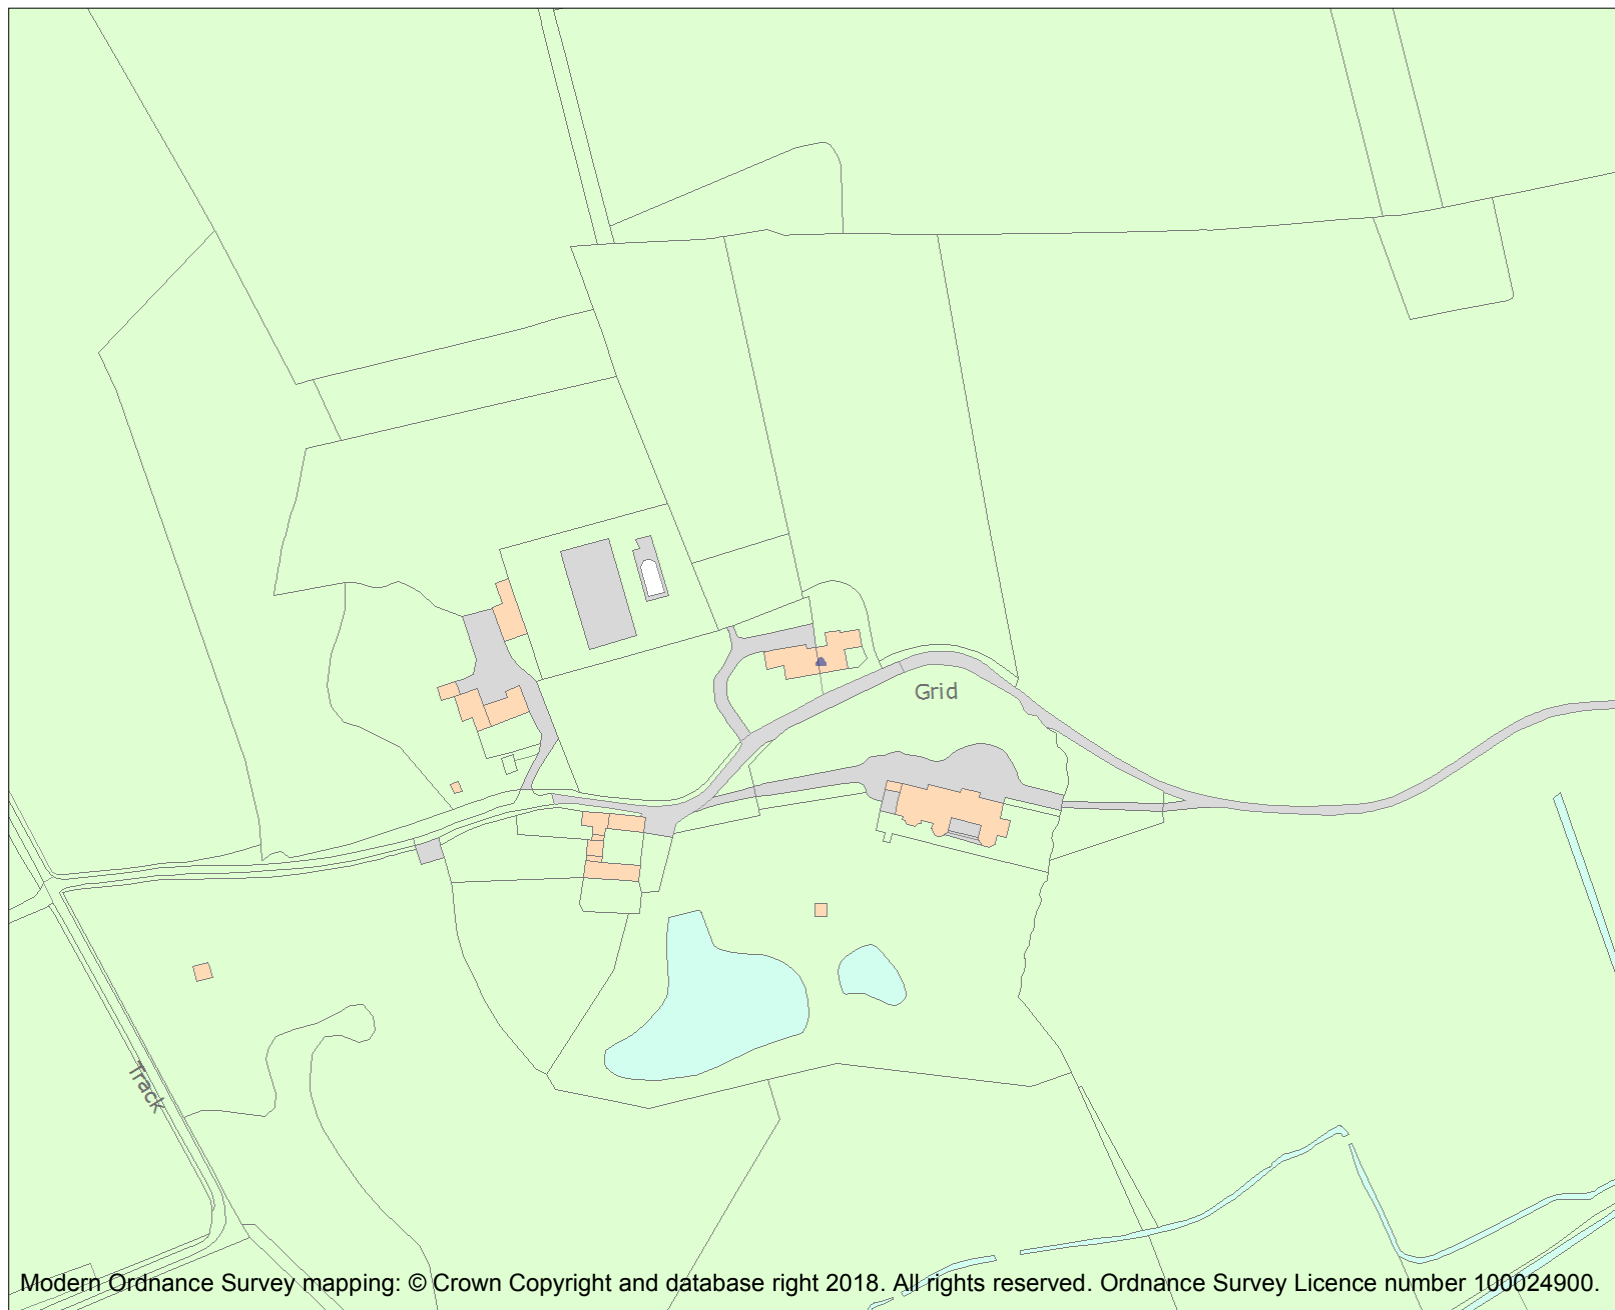 Grid
Track
Modern Ordnance Survey mapping: © Crown Copyright and database right 2018. All rights reserved. Ordnance Survey Licence number 100024900.